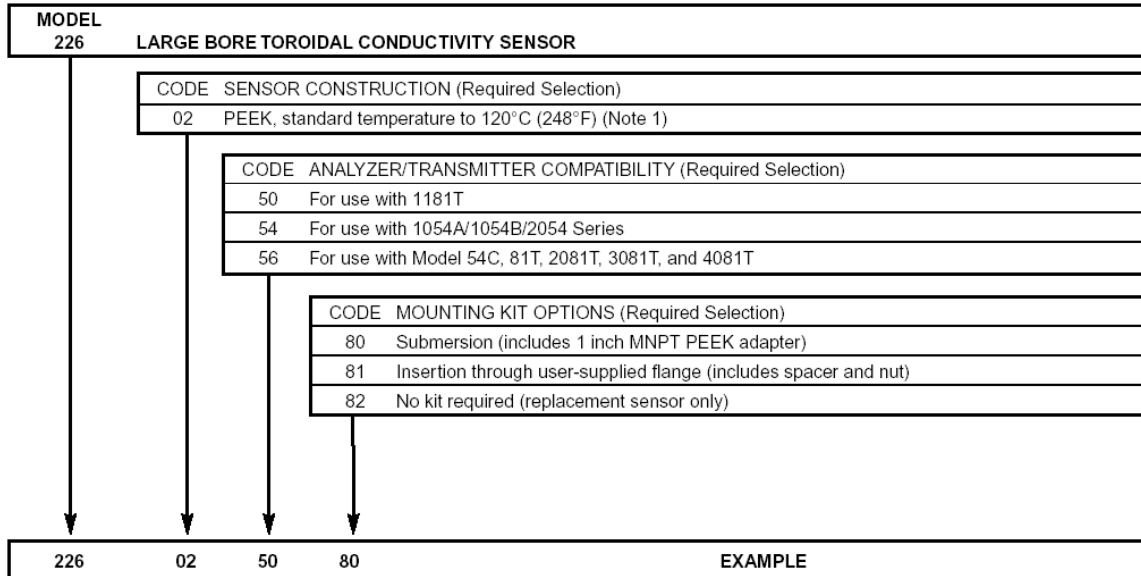 MODEL
226 LARGE BORE TOROIDAL CONDUCTIVITY SENSOR
CODE SENSOR CONSTRUCTION (Required Selection)
02 PEEK, standard temperature to 120°C (248°F) (Note 1)
CODE ANALYZER/TRANSMITTER COMPATIBILITY (Required Selection)
50 For use with 1181T
54 For use with 1054A/1054B/2054 Series
56 For use with Model 54C, 81T, 2081T, 3081T, and 4081T
CODE MOUNTING KIT OPTIONS (Required Selection)
80 Submersion (includes 1 inch MNPT PEEK adapter)
81 Insertion through user-supplied flange (includes spacer and nut)
82 No kit required (replacement sensor only)
226 02 50 80 EXAMPLE